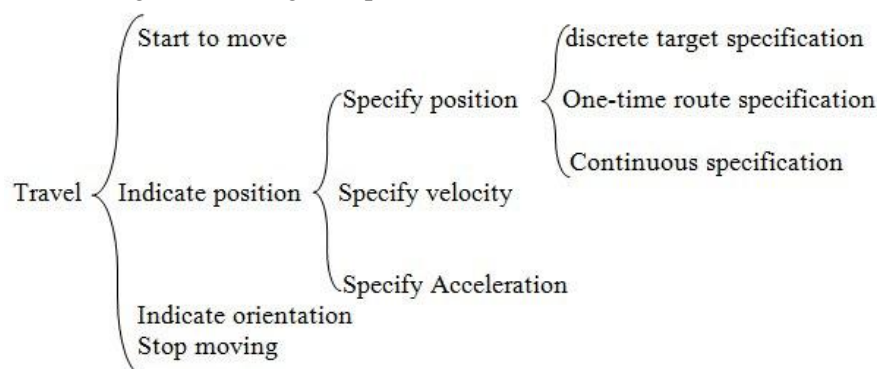 Start to move
discrete target specification
Specify position
One-time route specification
Continuous specification
Travel
Indicate position
Specify velocity
Specify Acceleration
Indicate orientation
Stop moving